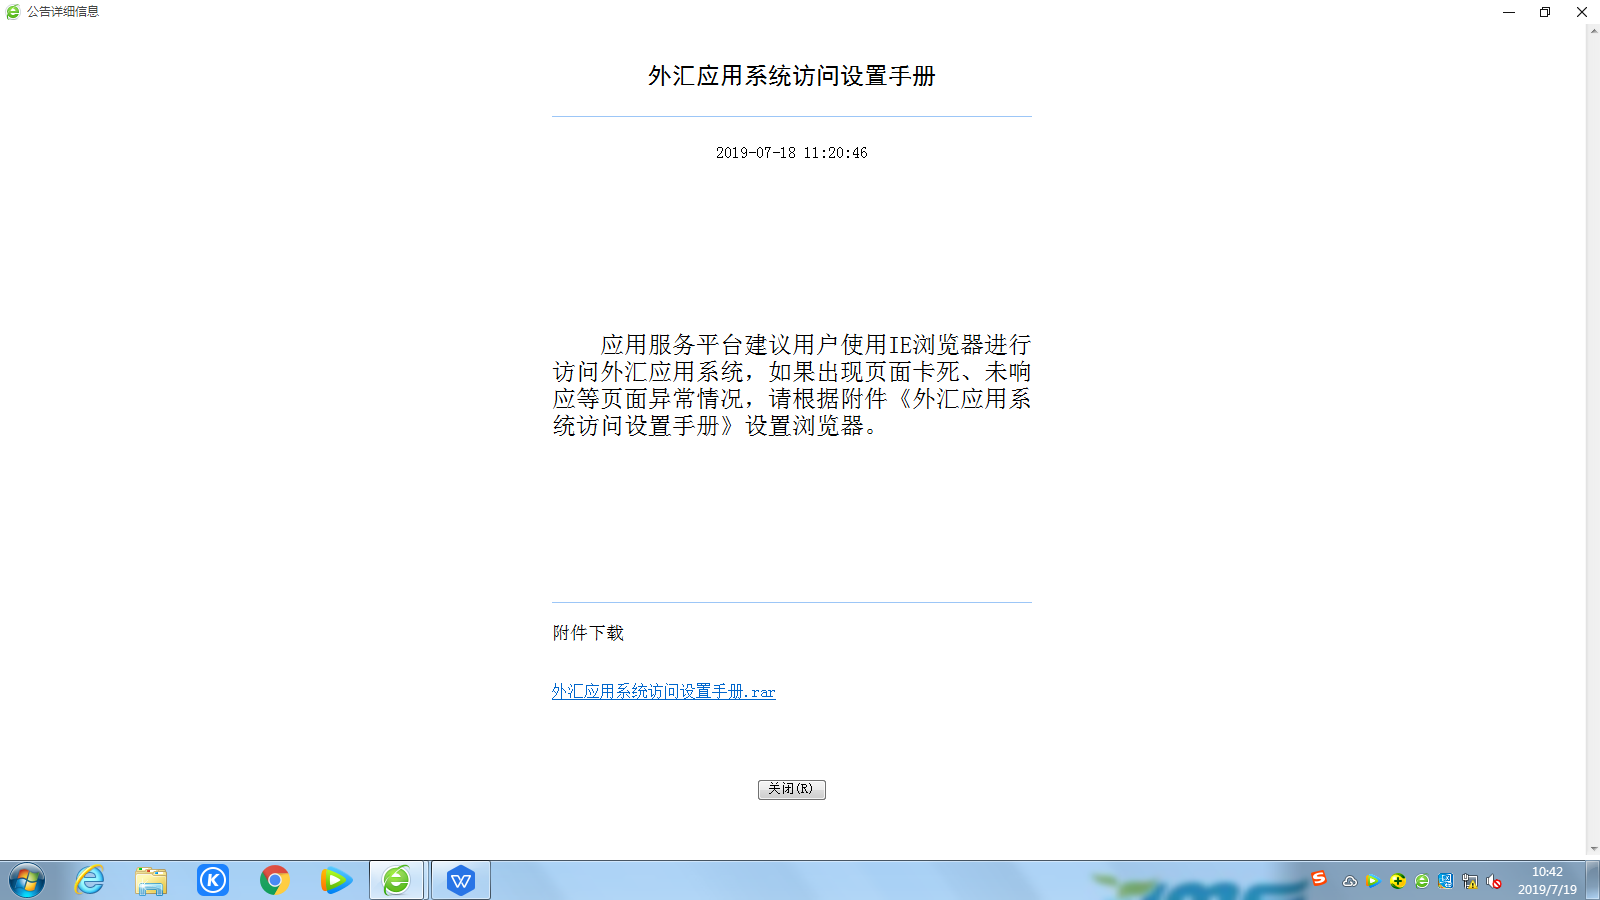 公告详细信息
外汇应用系统访问设置手册
2019-07-18 11:20:46
应用服务平台建议用户使用IE浏览器进行
访问外汇应用系统，如果出现页面卡死、未响
应等页面异常情况，请根据附件《外汇应用系
统访问设置手册》设置浏览器。
附件下载
外汇应用系统访问设置手册.rar
关闭(R)
10:42
2019/7/19